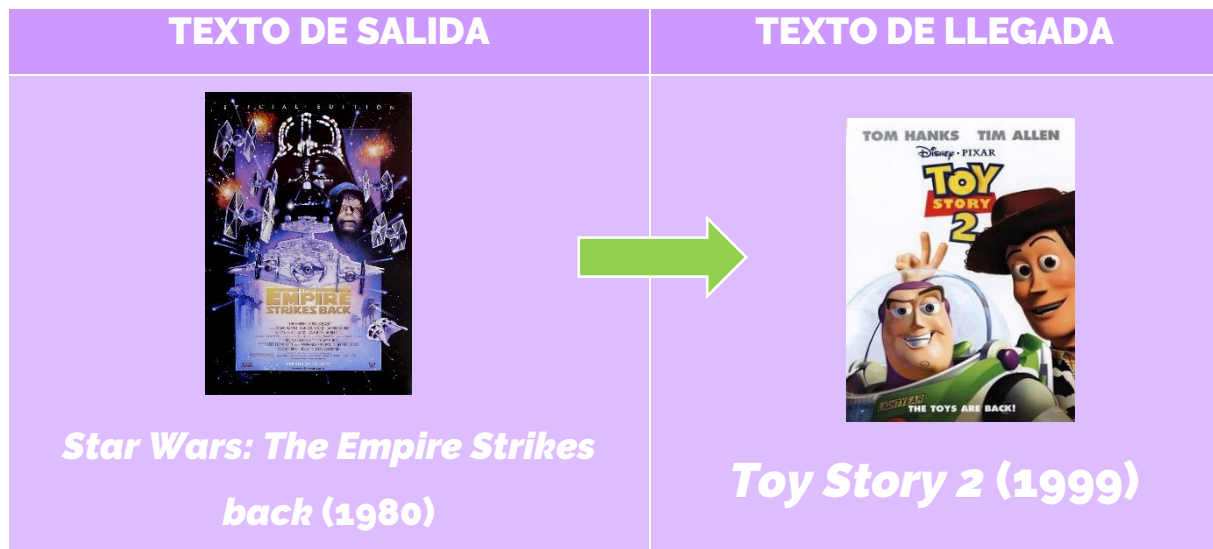 TEXTO DE SALIDA
TEXTO DE LLEGADA
SPECIAL EDITION
EMPIRE
STRIKES BACK
Star Wars: The Empire Strikes
back (1980)
TOM HANKS TIM ALLEN
Disney • PIXAR
TOY
STORY
2
LIGHTYEAR
THE TOYS ARE BACK!
Toy Story 2 (1999)